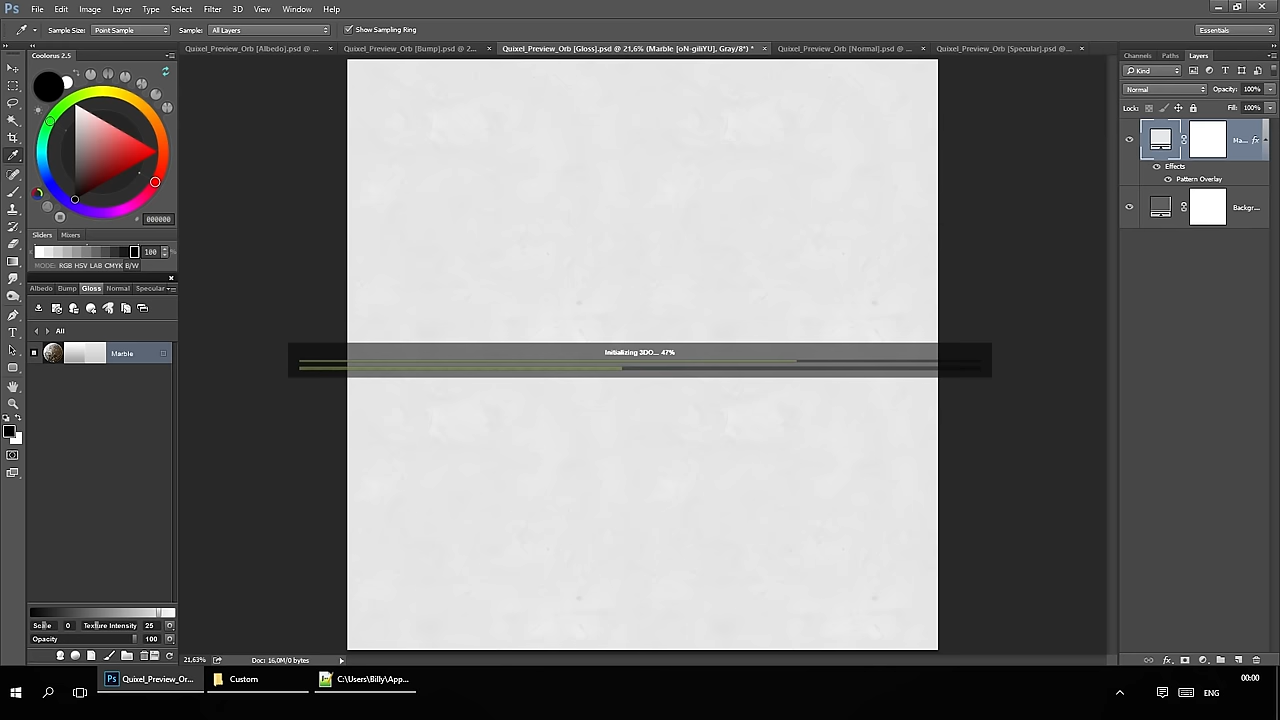 Ps File Edit Image Layer Type Select Filter 3D View Window Help
Sample Size: Point Sample Sample: All Layers Show Sampling Ring Essentials
Quixel_Preview_Orb [Albedo].psd @ ... × Quixel_Preview_Orb [Bump].psd @ 2... × Quixel_Preview_Orb [Gloss].psd @ 21,6% (Marble [oN-giliYU], Gray/8*) * × Quixel_Preview_Orb [Normal].psd @ ... × Quixel_Preview_Orb [Specular].psd @ ... ×
Colorus 2.5
Channels Paths Layers
Kind
Normal Opacity: 100%
Lock: Fill: 100%
Ma... fx
Effects
Pattern Overlay
Backgr...
# 000000
Sliders Mixers
100 %
MODE: RGB HSV LAB CMYK B/W
Albedo Bump Gloss Normal Specular
All
Marble
Initializing 3DO... 47%
Scale 0 Texture Intensity 25
Opacity 100
21,63% Doc: 16,0M/0 bytes
Ps Quixel_Preview_Or... Custom C:\Users\Billy\App...
ENG
00:00